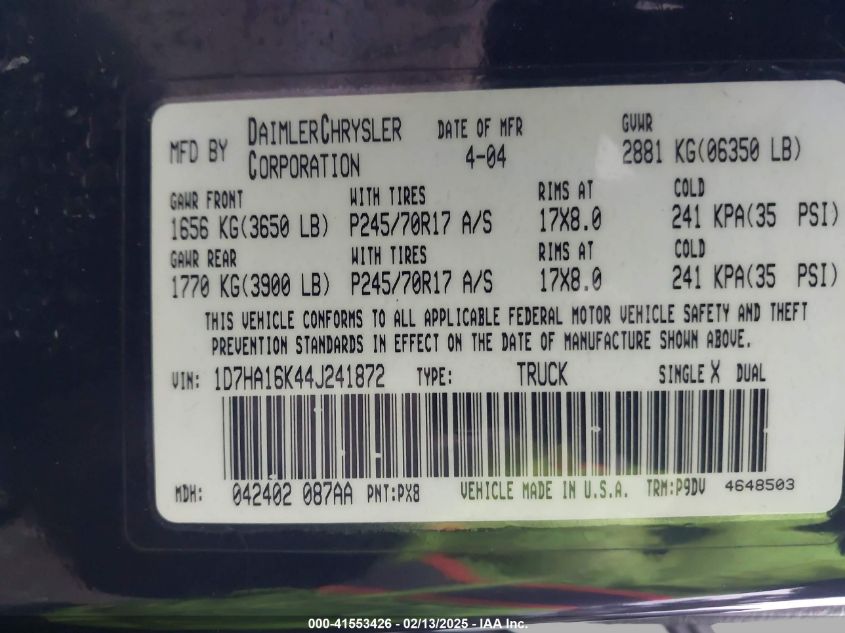 MFD BY DAIMLERCHRYSLER CORPORATION DATE OF MFR 4-04 GVWR 2881 KG(06350 LB)
GAWR FRONT WITH TIRES RIMS AT COLD
1656 KG(3650 LB) P245/70R17 A/S 17X8.0 241 KPA(35 PSI)
GAWR REAR WITH TIRES RIMS AT COLD
1770 KG(3900 LB) P245/70R17 A/S 17X8.0 241 KPA(35 PSI)
THIS VEHICLE CONFORMS TO ALL APPLICABLE FEDERAL MOTOR VEHICLE SAFETY AND THEFT
PREVENTION STANDARDS IN EFFECT ON THE DATE OF MANUFACTURE SHOWN ABOVE.
VIN: 1D7HA16K44J241872 TYPE: TRUCK SINGLE X DUAL
MDH: 042402 087AA PNT:PX8 VEHICLE MADE IN U.S.A. TRM:P9DV 4648503
000-41553426 - 02/13/2025 - IAA Inc.